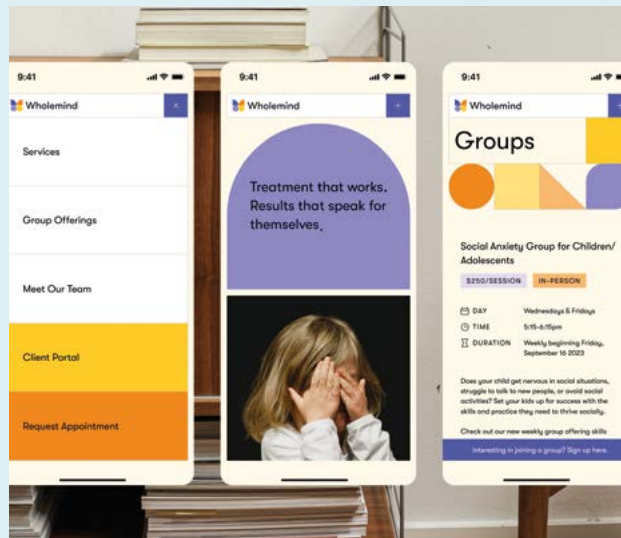 9:41
Wholemind
Services
Group Offerings
Meet Our Team
Client Portal
Request Appointment
9:41
Wholemind
Treatment that works.
Results that speak for
themselves.
9:41
Wholemind
Groups
Social Anxiety Group for Children/
Adolescents
$250/SESSION
IN-PERSON
DAY Wednesdays & Fridays
TIME 5:15-6:15pm
DURATION Weekly beginning Friday,
September 16 2023
Does your child get nervous in social situations,
struggle to talk to new people, or avoid social
activities? Set your kids up for success with the
skills and practice they need to thrive socially.
Check out our new weekly group offering skills
Interesting in joining a group? Sign up here.